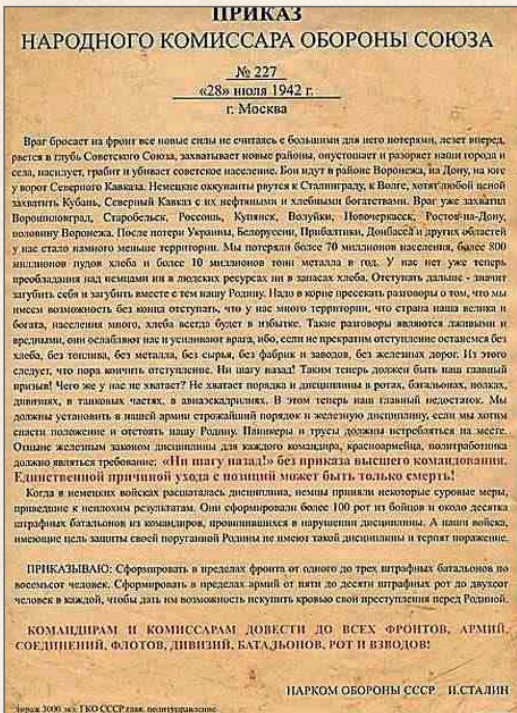 ПРИКАЗ
НАРОДНОГО КОМИССАРА ОБОРОНЫ СОЮЗА
№ 227
«28» июля 1942 г.
г. Москва
Враг бросает на фронт все новые силы не считаясь с большими для него потерями, лезет вперед,
рвется в глубь Советского Союза, захватывает новые районы, опустошает и разоряет наши города и
села, насилует, грабит и убивает советское население. Бои идут в районе Воронежа, на Дону, на юге
у ворот Северного Кавказа. Немецкие оккупанты рвутся к Сталинграду, к Волге, хотят любой ценой
захватить Кубань, Северный Кавказ с их нефтяными и хлебными богатствами. Враг уже захватил
Ворошиловград, Старобельск, Россошь, Купянск, Валуйки, Новочеркасск, Ростов-на-Дону,
половину Воронежа. После потери Украины, Белоруссии, Прибалтики, Донбасса и других областей
у нас стало намного меньше территории. Мы потеряли более 70 миллионов населения, более 800
миллионов пудов хлеба и более 10 миллионов тонн металла в год. У нас нет уже теперь
преобладания над немцами ни в людских ресурсах ни в запасах хлеба. Отступать дальше - значит
загубить себя и загубить вместе с тем нашу Родину. Надо в корне пресекать разговоры о том, что мы
имеем возможность без конца отступать, что у нас много территории, что страна наша велика и
богата, населения много, хлеба всегда будет в избытке. Такие разговоры являются лживыми и
вредными, они ослабляют нас и усиливают врага, ибо, если не прекратим отступление останемся без
хлеба, без топлива, без металла, без сырья, без фабрик и заводов, без железных дорог. Из этого
следует, что пора кончить отступление. Ни шагу назад! Таким теперь должен быть наш главный
призыв! Чего же у нас не хватает? Не хватает порядка и дисциплины в ротах, батальонах, полках,
дивизиях, в танковых частях, в авиаэскадрилиях. В этом теперь наш главный недостаток. Мы
должны установить в нашей армии строжайший порядок и железную дисциплину, если мы хотим
спасти положение и отстоять нашу Родину. Паникеры и трусы должны истребляться на месте.
Отныне железным законом дисциплины для каждого командира, красноармейца, политработника
должно являться требование: «Ни шагу назад!» без приказа высшего командования.
Единственной причиной ухода с позиций может быть только смерть!
Когда в немецких войсках расшаталась дисциплина, немцы приняли некоторые суровые меры,
приведшие к неплохим результатам. Они сформировали более 100 рот из бойцов и около десятка
штрафных батальонов из командиров, провинившихся в нарушении дисциплины. А наши войска,
имеющие цель защиты своей поруганной Родины не имеют такой дисциплины и терпят поражение.
ПРИКАЗЫВАЮ: Сформировать в пределах фронта от одного до трех штрафных батальонов по
восемьсот человек. Сформировать в пределах армий от пяти до десяти штрафных рот до двухсот
человек в каждой, чтобы дать им возможность искупить кровью свои преступления перед Родиной.
КОМАНДИРАМ И КОМИССАРАМ ДОВЕСТИ ДО ВСЕХ ФРОНТОВ, АРМИЙ,
СОЕДИНЕНИЙ, ФЛОТОВ, ДИВИЗИЙ, БАТАЛЬОНОВ, РОТ И ВЗВОДОВ!
НАРКОМ ОБОРОНЫ СССР И.СТАЛИН
Тираж 3000 экз. ГКО СССР глав. политуправление